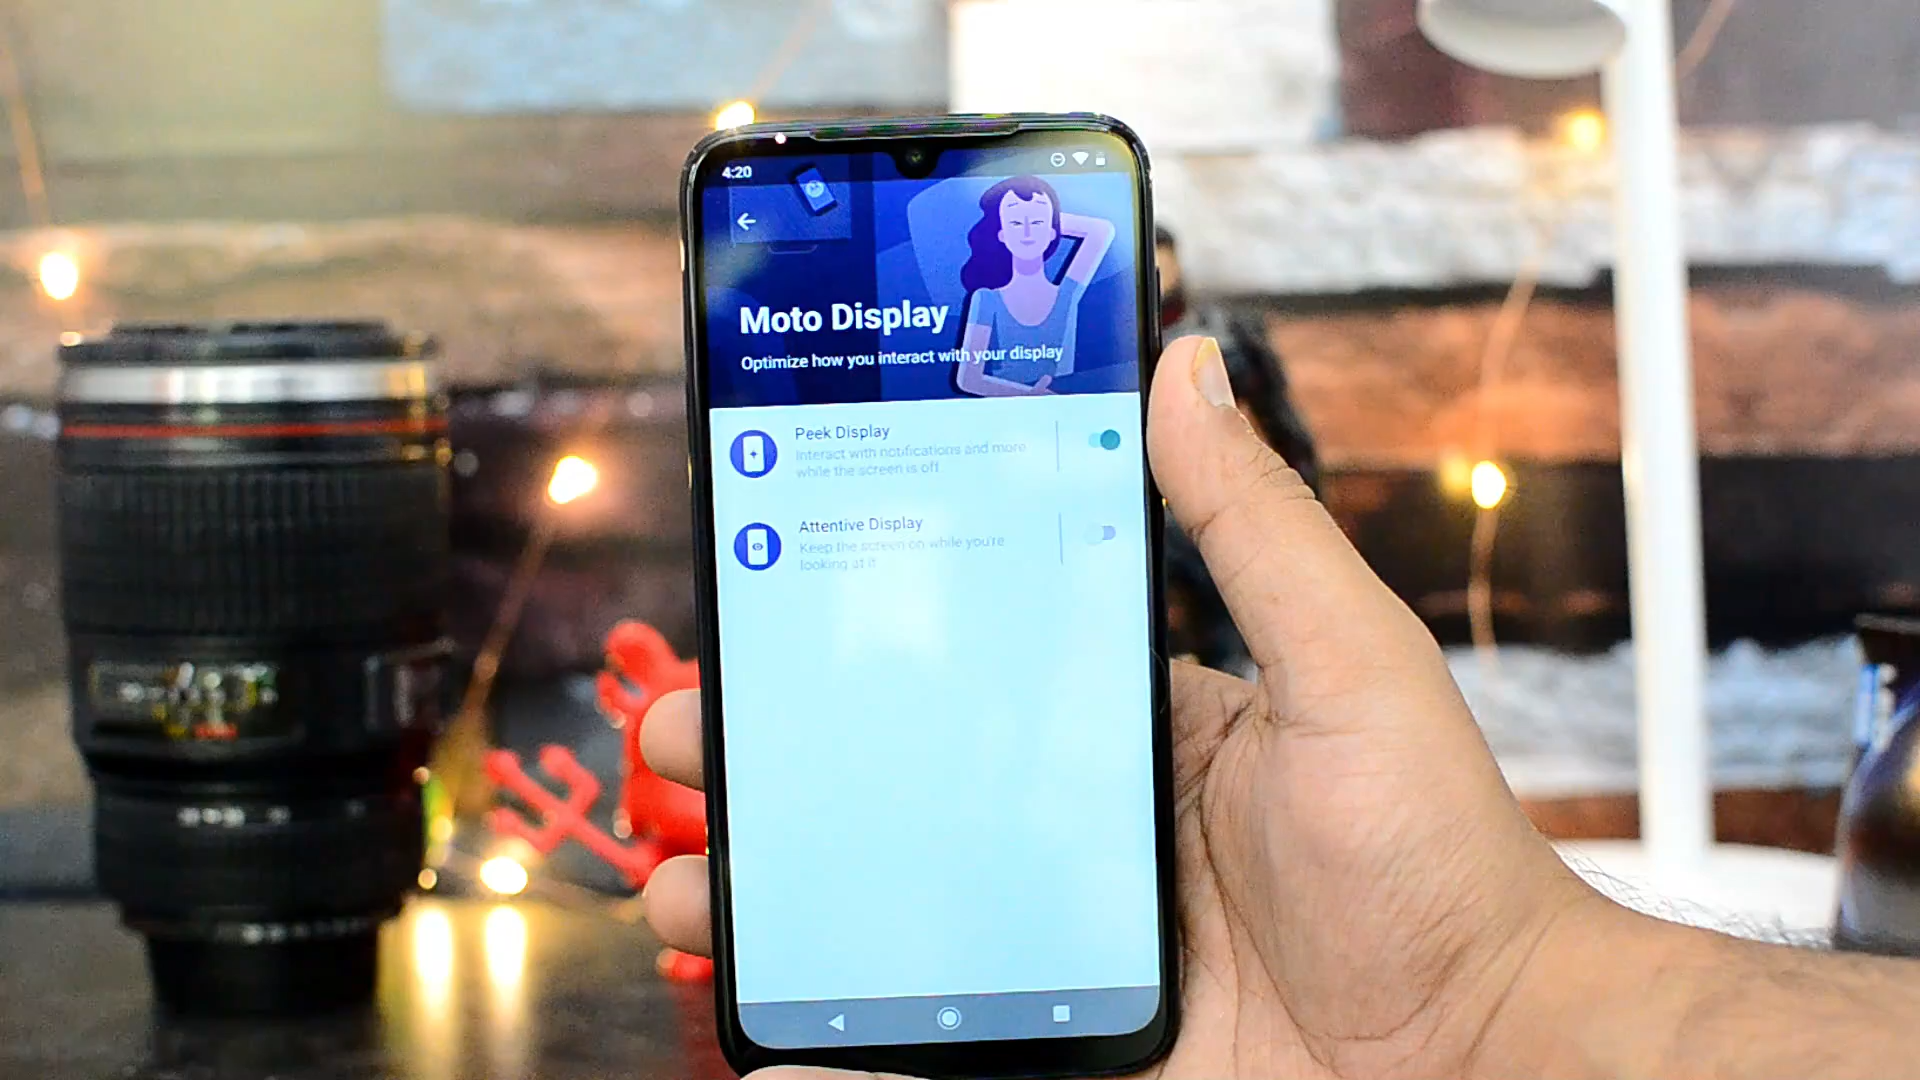 4:20
Moto Display
Optimize how you interact with your display
Peek Display
Interact with notifications and more
while the screen is off
Attentive Display
Keep the screen on while you're
looking at it